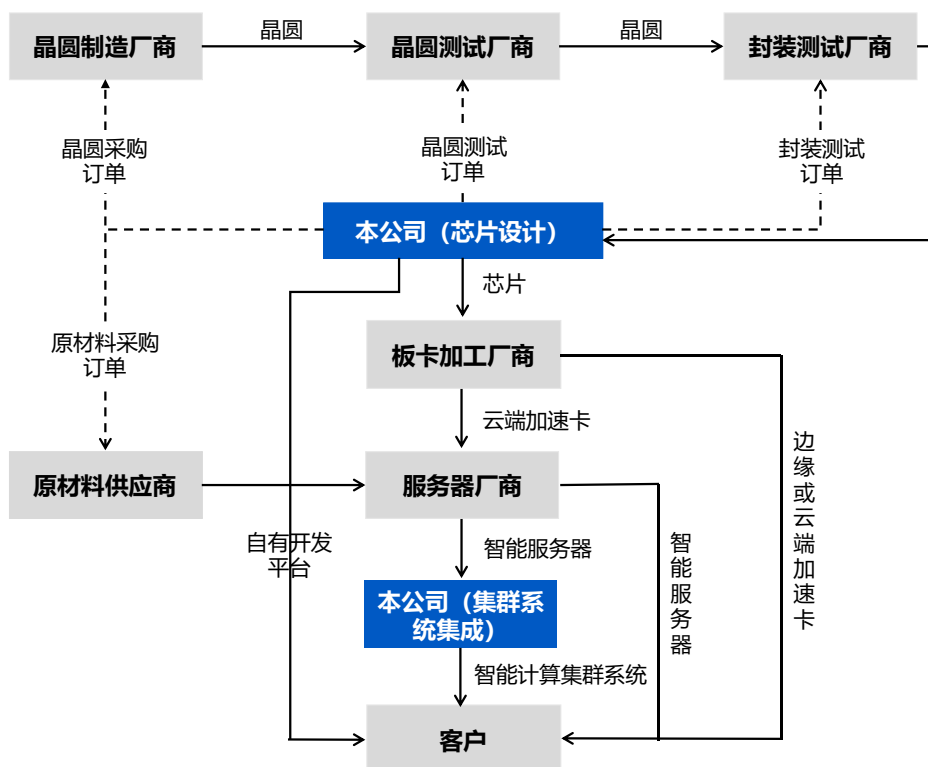 晶圆制造厂商
晶圆
晶圆测试厂商
晶圆
封装测试厂商
晶圆采购
订单
晶圆测试
订单
封装测试
订单
本公司（芯片设计）
芯片
原材料采购
订单
板卡加工厂商
云端加速卡
边缘或云端加速卡
原材料供应商
服务器厂商
自有开发
平台
智能服务器
智能服务器
本公司（集群系
统集成）
智能计算集群系统
客户